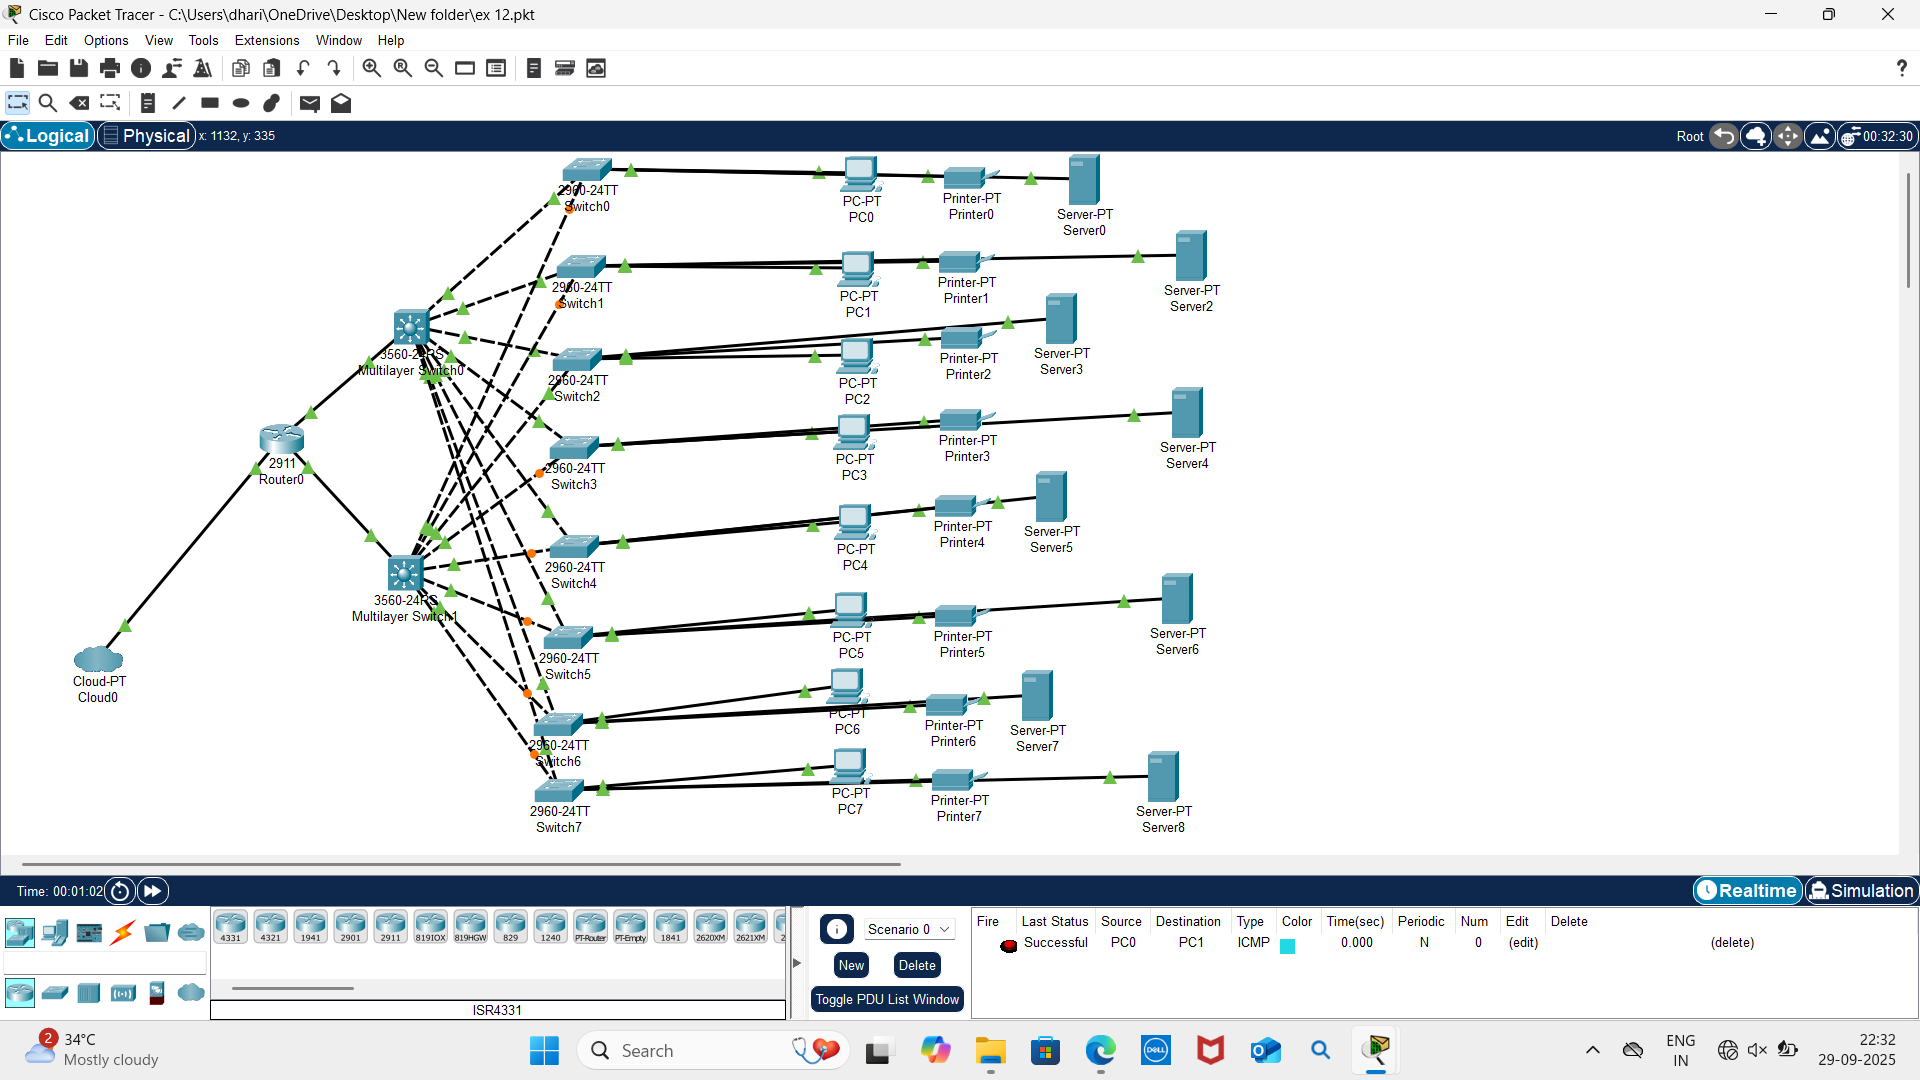 Cisco Packet Tracer - C:\Users\dhari\OneDrive\Desktop\New folder\ex 12.pkt
File Edit Options View Tools Extensions Window Help
Logical Physical x: 1132, y: 335 Root 00:32:30
2960-24TT
Switch0
PC-PT
PC0
Printer-PT
Printer0
Server-PT
Server0
2960-24TT
Switch1
PC-PT
PC1
Printer-PT
Printer1
Server-PT
Server2
3560-24PS
Multilayer Switch0
2960-24TT
Switch2
PC-PT
PC2
Printer-PT
Printer2
Server-PT
Server3
2911
Router0
2960-24TT
Switch3
PC-PT
PC3
Printer-PT
Printer3
Server-PT
Server4
2960-24TT
Switch4
PC-PT
PC4
Printer-PT
Printer4
Server-PT
Server5
3560-24PS
Multilayer Switch1
2960-24TT
Switch5
PC-PT
PC5
Printer-PT
Printer5
Server-PT
Server6
Cloud-PT
Cloud0
2960-24TT
Switch6
PC-PT
PC6
Printer-PT
Printer6
Server-PT
Server7
2960-24TT
Switch7
PC-PT
PC7
Printer-PT
Printer7
Server-PT
Server8
Time: 00:01:02 Realtime Simulation
4331 4321 1941 2901 2911 819IOX 819HGW 829 1240 PT-Router PT-Empty 1841 2620XM 2621XM 2
ISR4331
Scenario 0
New Delete
Toggle PDU List Window
Fire Last Status Source Destination Type Color Time(sec) Periodic Num Edit Delete
Successful PC0 PC1 ICMP 0.000 N 0 (edit) (delete)
2
34°C
Mostly cloudy
Search
DELL
ENG
IN
22:32
29-09-2025